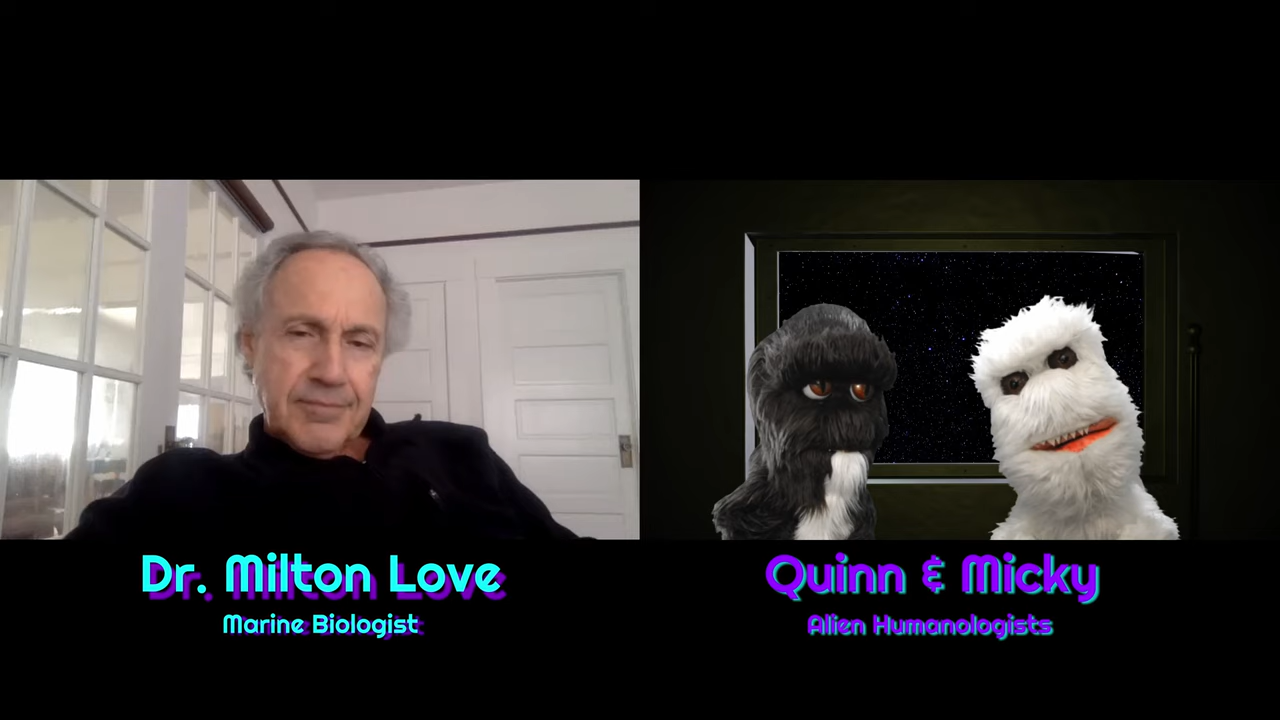 Dr. Milton Love
Marine Biologist
Quinn & Micky
Alien Humanologists